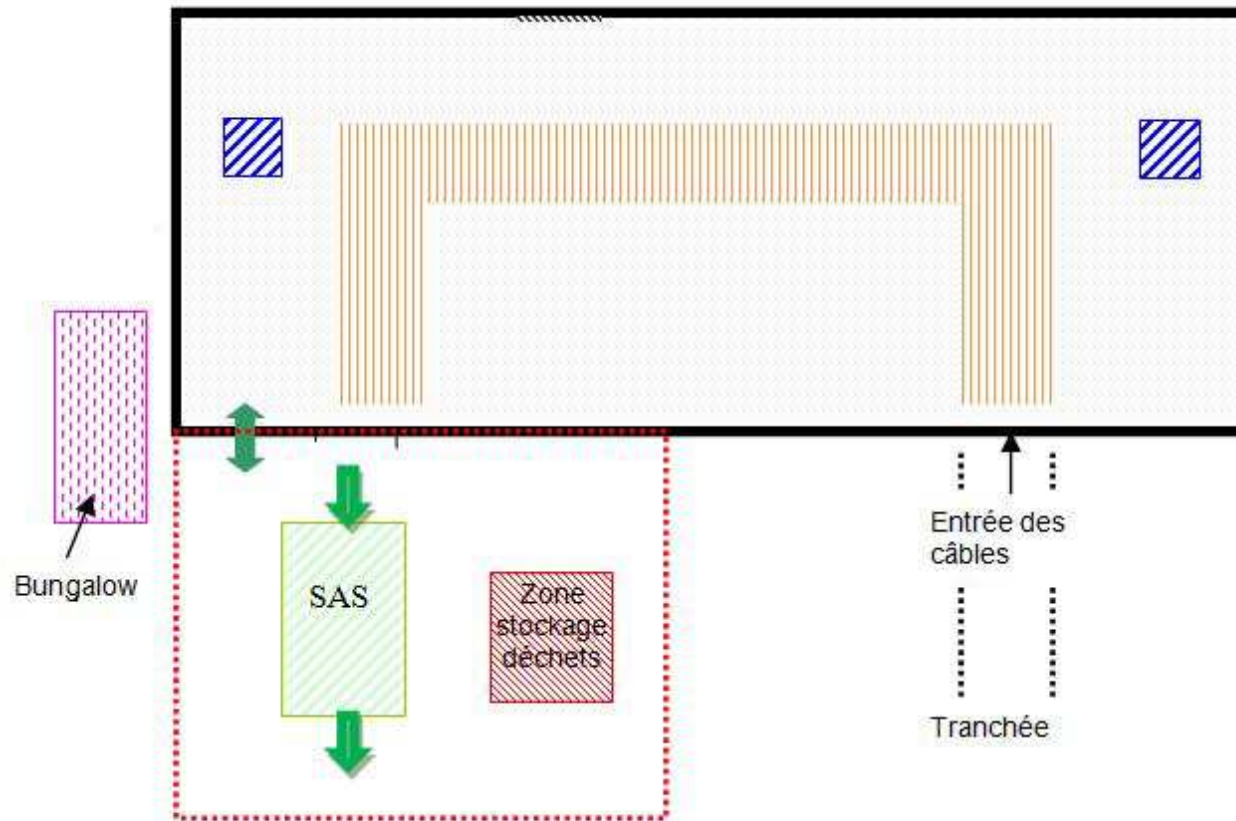 Entrée des
câbles
Bungalow
SAS
Zone
stockage
déchets
Tranchée